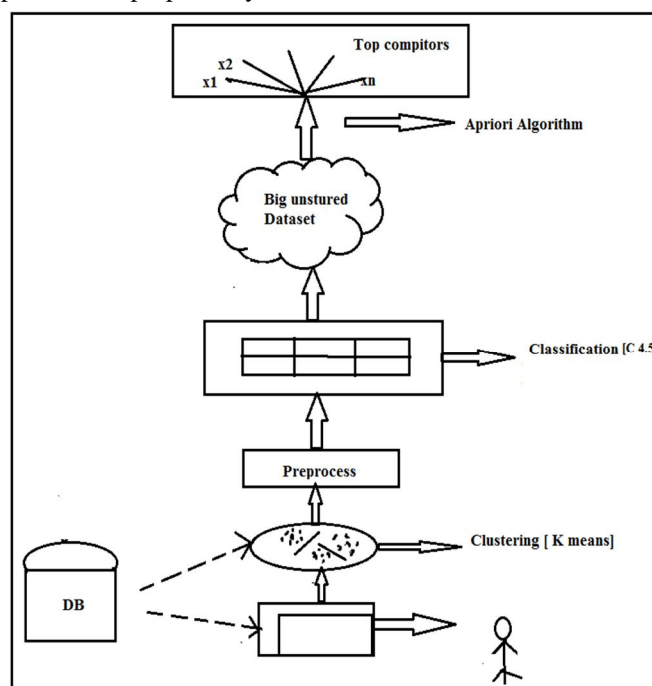 Top compitors
x2
x1
xn
Apriori Algorithm
Big unstured
Dataset
Classification [C 4.5
Preprocess
Clustering [ K means]
DB